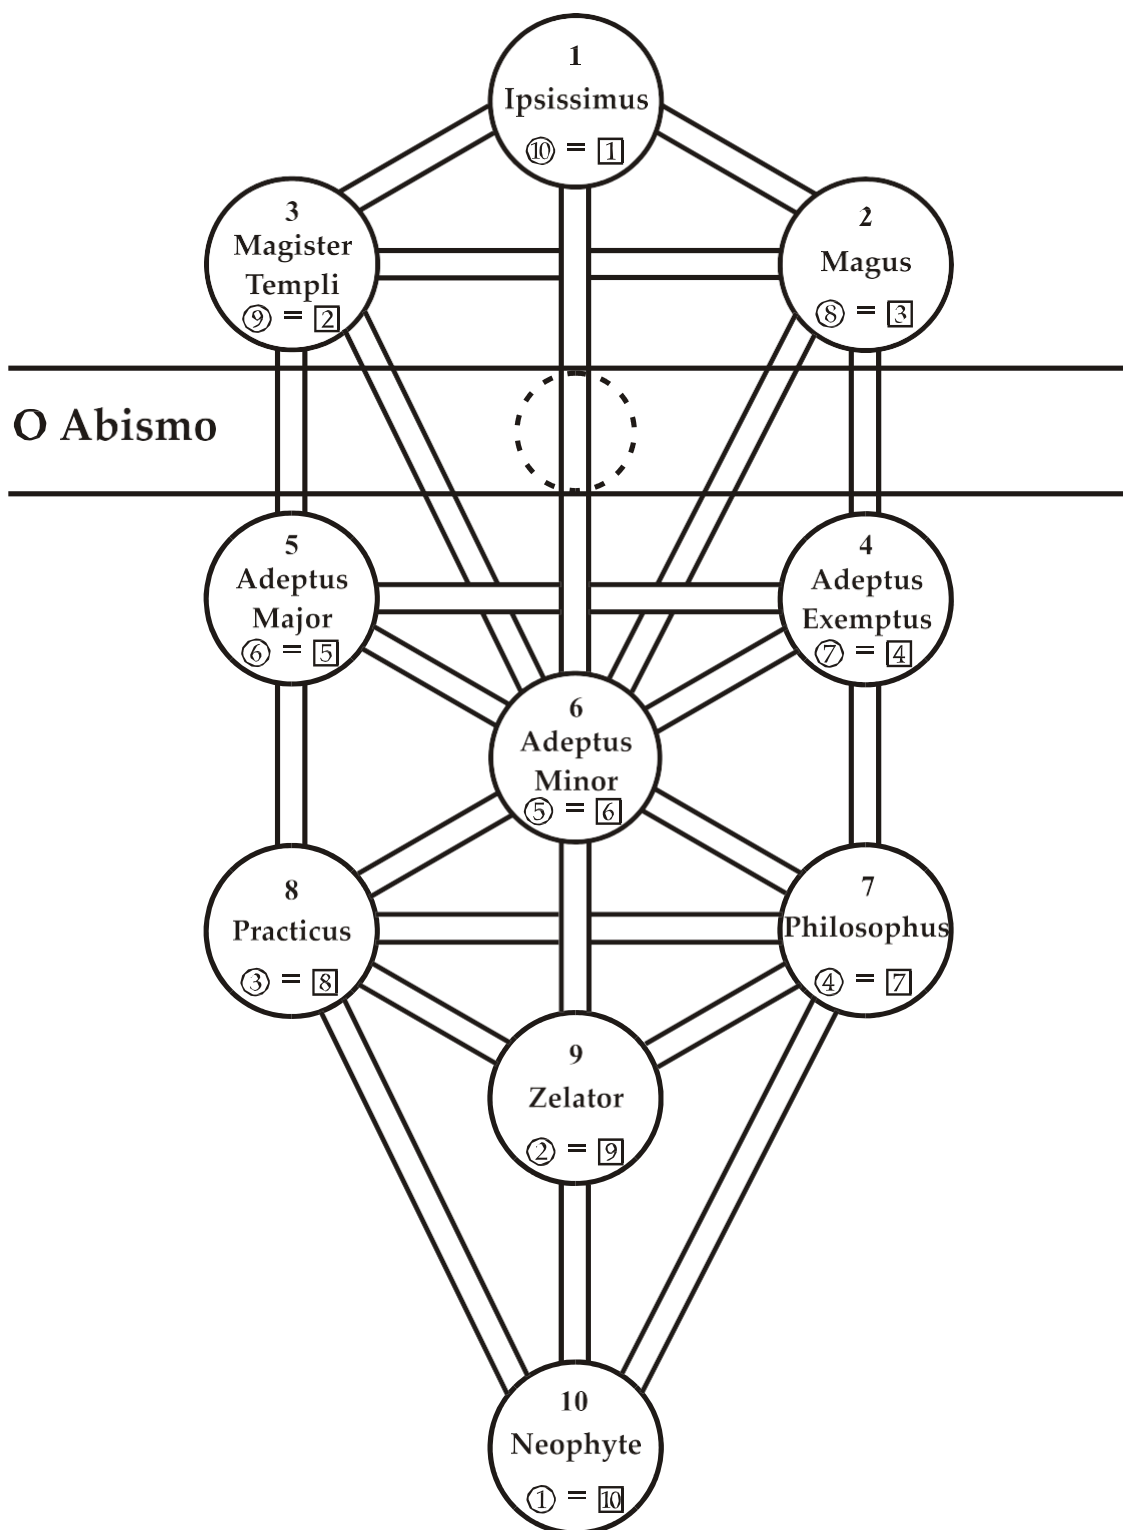 1
Ipsissimus
⑩ = 1
3
Magister
Templi
⑨ = 2
2
Magus
⑧ = 3
O Abismo
5
Adeptus
Major
⑥ = 5
4
Adeptus
Exemptus
⑦ = 4
6
Adeptus
Minor
⑤ = 6
8
Practicus
③ = 8
7
Philosophus
④ = 7
9
Zelator
② = 9
10
Neophyte
① = 10